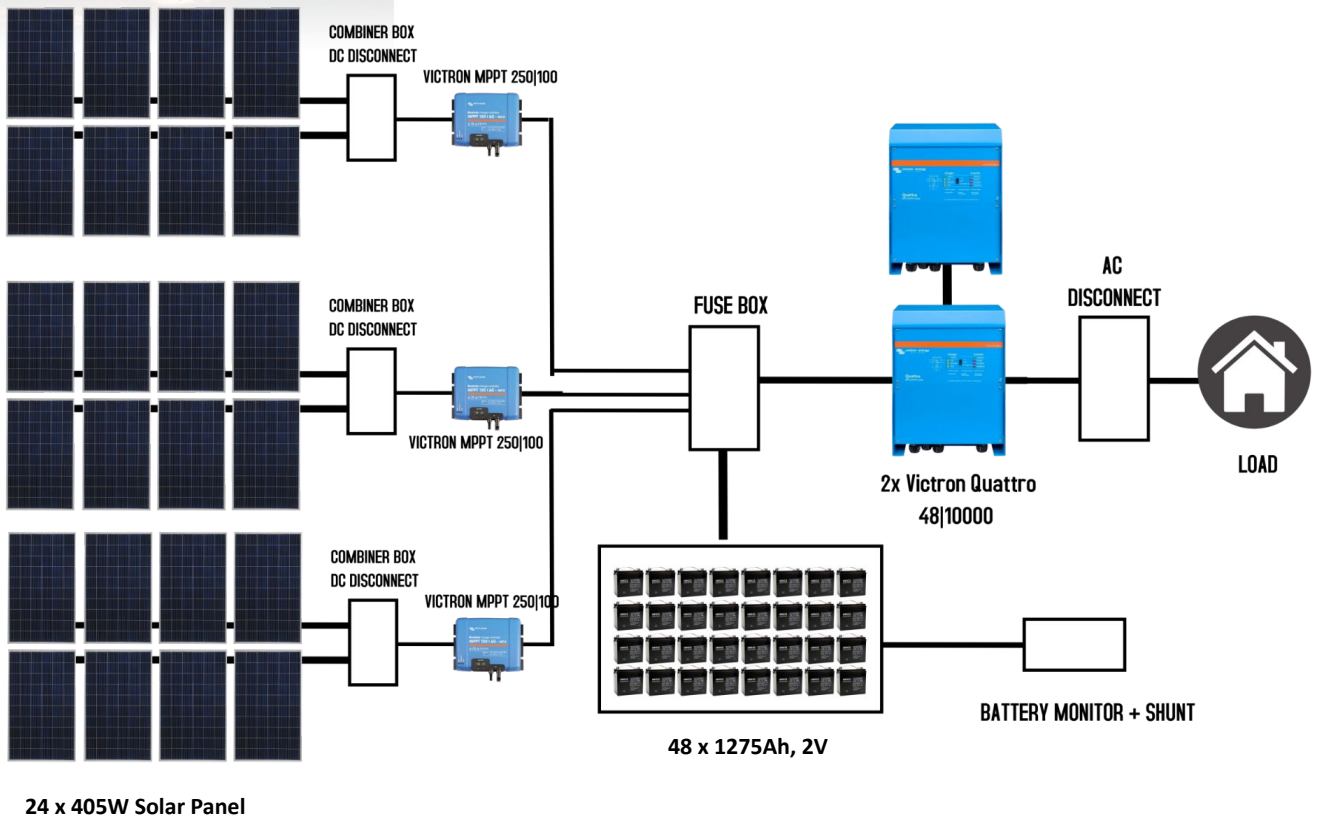 COMBINER BOX
DC DISCONNECT
VICTRON MPPT 250|100
COMBINER BOX
DC DISCONNECT
VICTRON MPPT 250|100
COMBINER BOX
DC DISCONNECT
VICTRON MPPT 250|100
FUSE BOX
AC
DISCONNECT
2x Victron Quattro
48|10000
LOAD
BATTERY MONITOR + SHUNT
48 x 1275Ah, 2V
24 x 405W Solar Panel